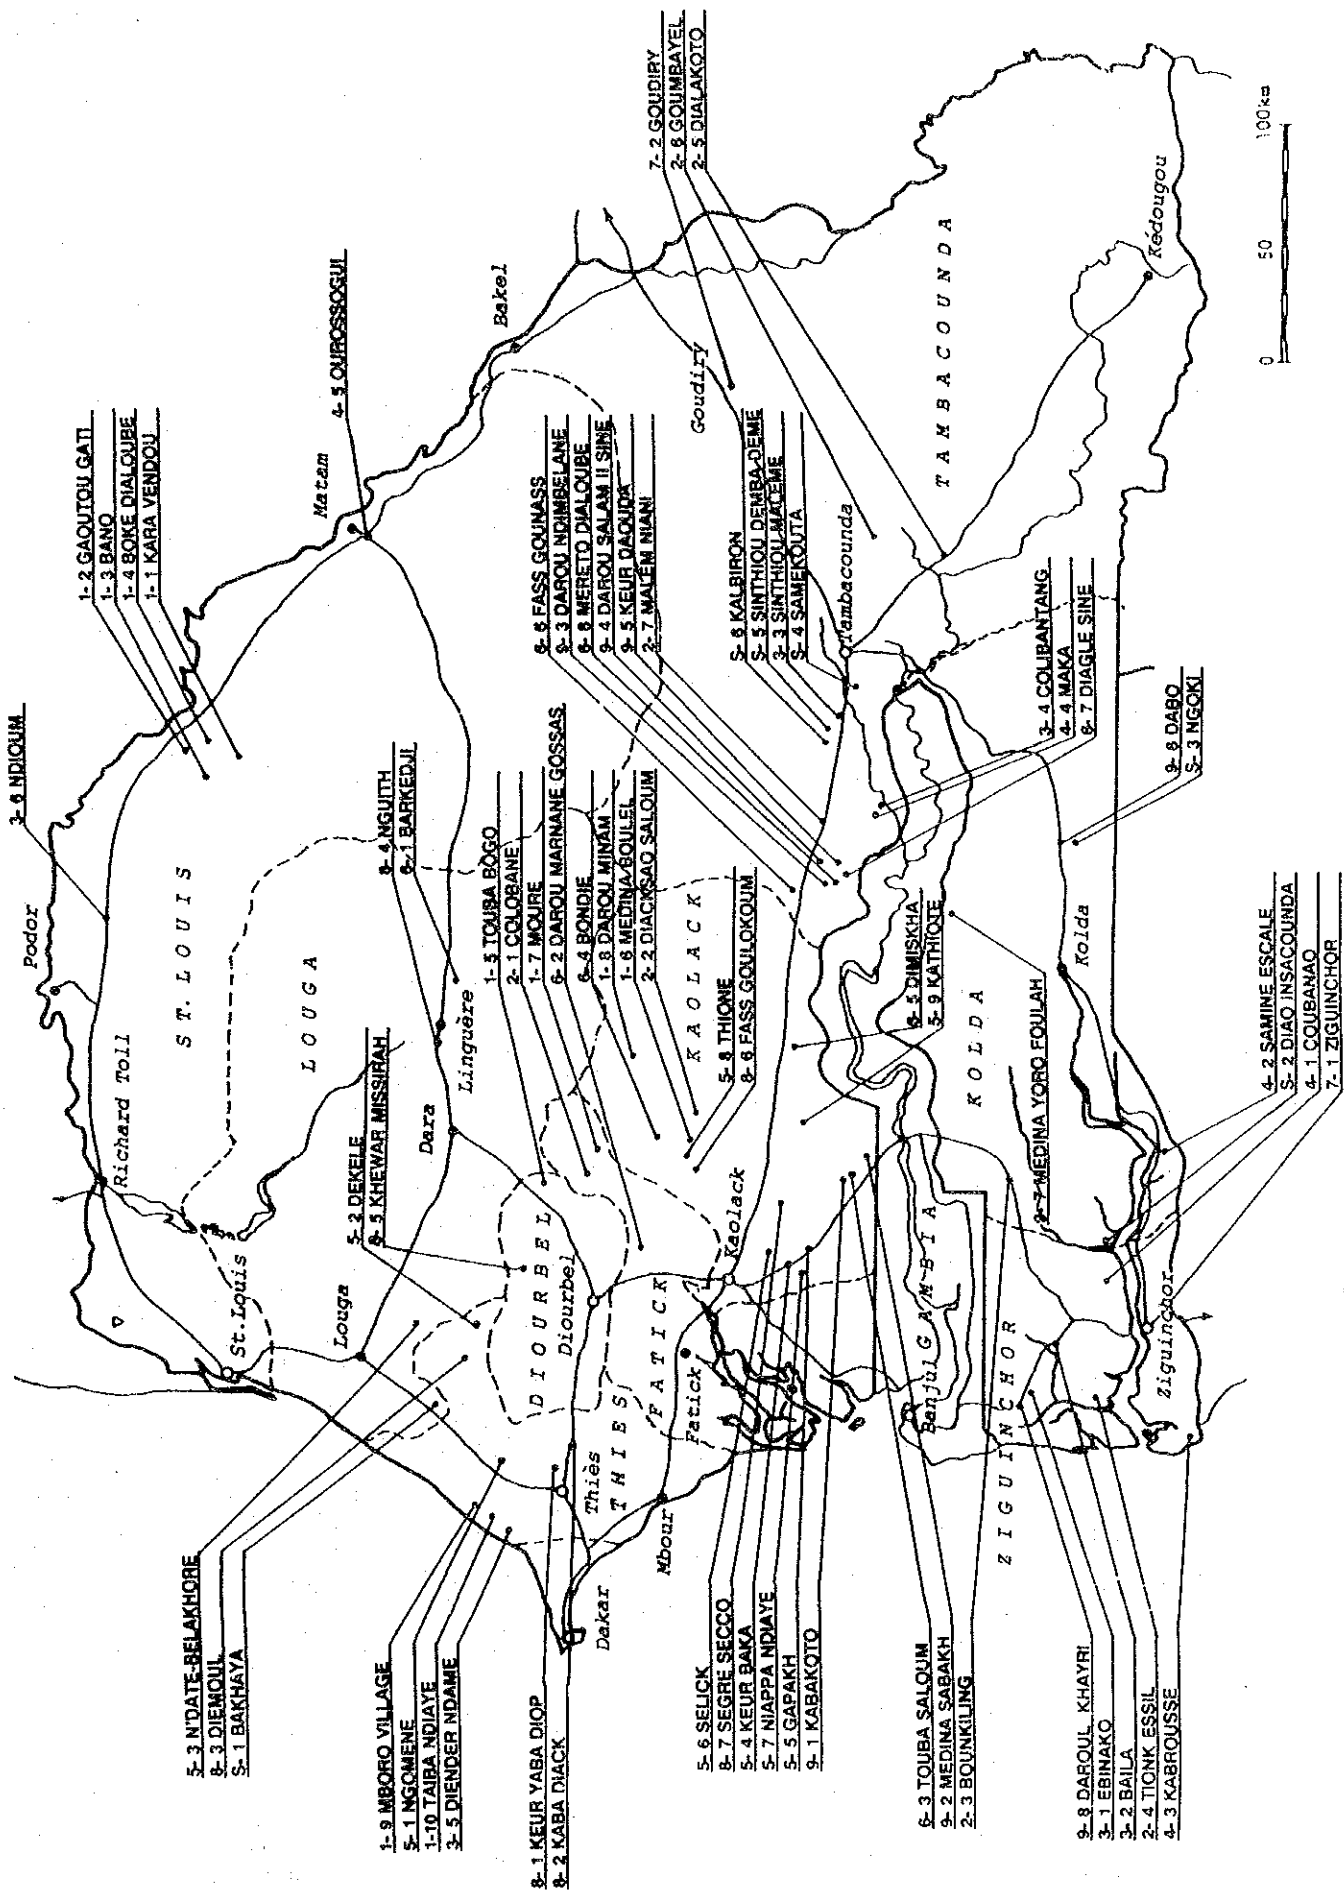 3-6 NDIOUM
1-2 GAOUTOU GATI
1-3 BANO
1-4 BOKE DIALOUBE
1-1 KARA VENDOU
4-5 OUROSSOGUI
7-2 GOUDIRY
2-6 GOUMBAYEL
2-5 DIALAKOTO
8-4 NGUITH
6-1 BARKEDJI
5-2 DEKELE
8-5 KHEWAR MISSIRAH
1-5 TOUBA BOGO
2-1 COLOBANE
1-7 MOURE
6-2 DAROU MARNANE GOSSAS
6-4 BONDIE
1-8 DAROU MINAM
1-6 MEDINA BOULEL
2-2 DIACKSAO SALOUM
5-8 THIONE
8-6 FASS GOULOKOUM
6-6 FASS GOUNASS
9-3 DAROU NDIMBELANE
6-8 MERETO DIALOUBE
9-4 DAROU SALAM II SINE
9-5 KEUR DAOUDA
2-7 MALEM NIANI
S-6 KALBIRON
S-5 SINTHIOU DEMBA DEME
3-3 SINTHIOU MALEME
S-4 SAMEKOUTA
6-5 DIMISKHA
5-9 KATHIOTE
3-4 COLIBANTANG
4-4 MAKA
6-7 DIAGLE SINE
9-6 DABO
S-3 NGOKI
9-7 MEDINA YORO FOULAH
4-2 SAMINE ESCALE
S-2 DIAO INSACOUNDA
4-1 COUBANAO
7-1 ZIGUINCHOR
5-3 N'DATE-BELAKHORE
8-3 DIEMOUL
S-1 BAKHAYA
1-9 MBORO VILLAGE
5-1 NGOMENE
1-10 TAIBA NDIAYE
3-5 DIENDER NDAME
8-1 KEUR YABA DIOP
8-2 KABA DIACK
5-6 SELICK
8-7 SEGRE SECCO
5-4 KEUR BAKA
5-7 NIAPPA NDIAYE
5-5 GAPAKH
9-1 KABAKOTO
6-3 TOUBA SALOUM
9-2 MEDINA SABAKH
2-3 BOUNKILING
9-8 DAROUL KHAYRI
3-1 EBINAKO
3-2 BAILA
2-4 TIONK ESSIL
4-3 KABROUSSE
Podor
Richard Toll
ST. LOUIS
Matam
Bakel
LOUGA
St.Louis
Louga
Dara
Linguère
Goudiry
DIOURBEL
Diourbel
Thiès
THIES
Dakar
Mbour
FATICK
Fatick
Kaolack
KAOLACK
Tambacounda
TAMBACOUNDA
Kédougou
GAMBIA
Banjul
KOLDA
Kolda
ZIGUINCHOR
Ziguinchor
0 50 100km